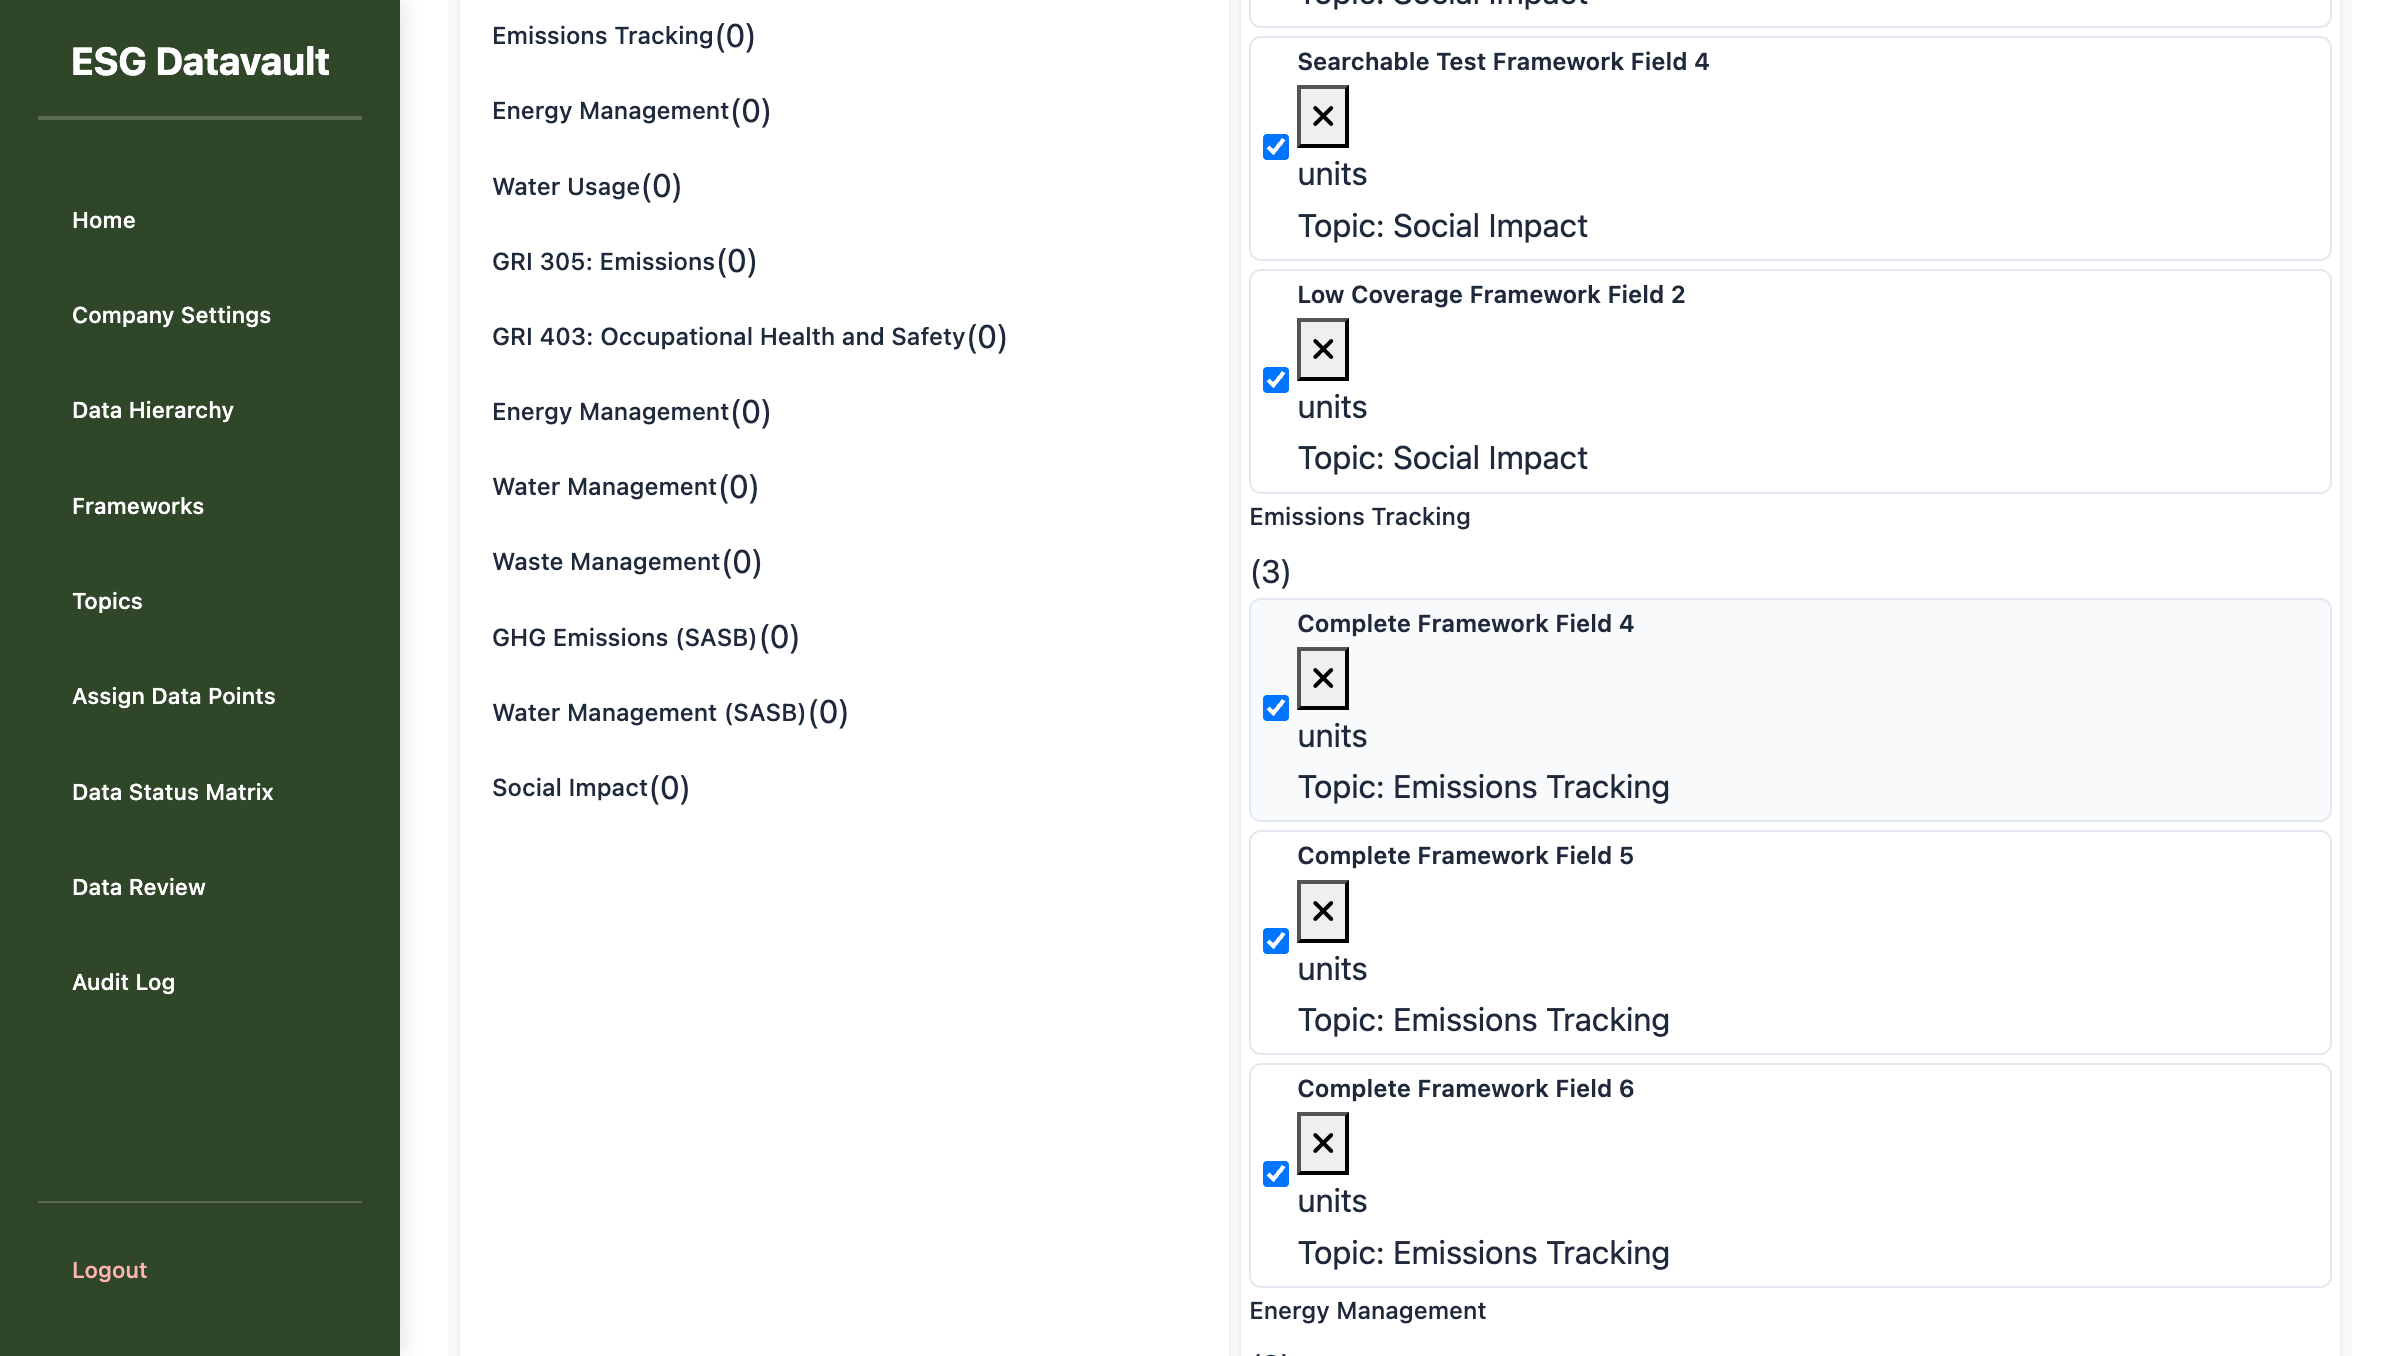 ESG Datavault
Home
Company Settings
Data Hierarchy
Frameworks
Topics
Assign Data Points
Data Status Matrix
Data Review
Audit Log
Logout
Emissions Tracking(0)
Energy Management(0)
Water Usage(0)
GRI 305: Emissions(0)
GRI 403: Occupational Health and Safety(0)
Energy Management(0)
Water Management(0)
Waste Management(0)
GHG Emissions (SASB)(0)
Water Management (SASB)(0)
Social Impact(0)
Topic: Social Impact
Searchable Test Framework Field 4
units
Topic: Social Impact
Low Coverage Framework Field 2
units
Topic: Social Impact
Emissions Tracking
(3)
Complete Framework Field 4
units
Topic: Emissions Tracking
Complete Framework Field 5
units
Topic: Emissions Tracking
Complete Framework Field 6
units
Topic: Emissions Tracking
Energy Management